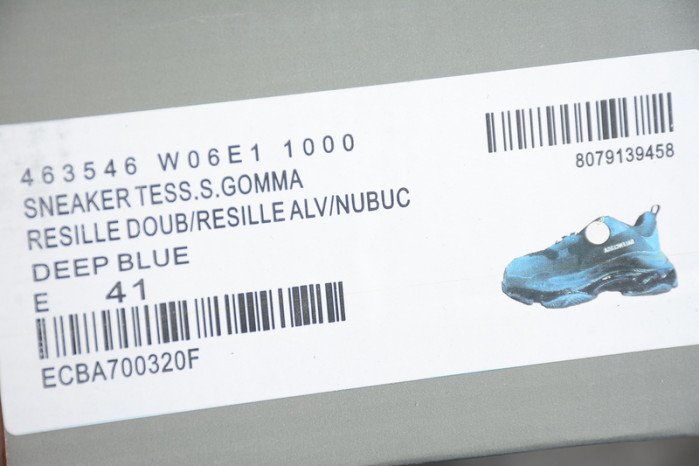 463546 W06E1 1000
SNEAKER TESS.S.GOMMA
RESILLE DOUB/RESILLE ALV/NUBUC
DEEP BLUE
E 41
ECBA700320F
8079139458